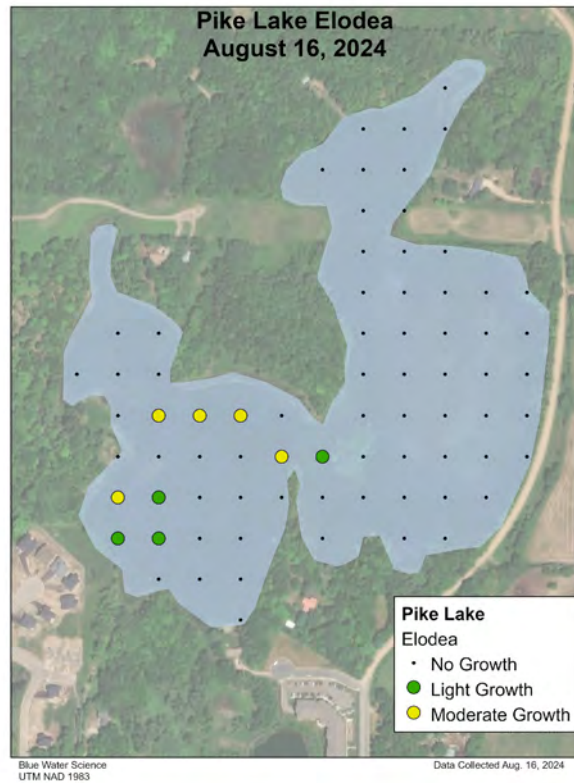 Pike Lake Elodea
August 16, 2024
Pike Lake
Elodea
No Growth
Light Growth
Moderate Growth
Blue Water Science
UTM NAD 1983
Data Collected Aug. 16, 2024